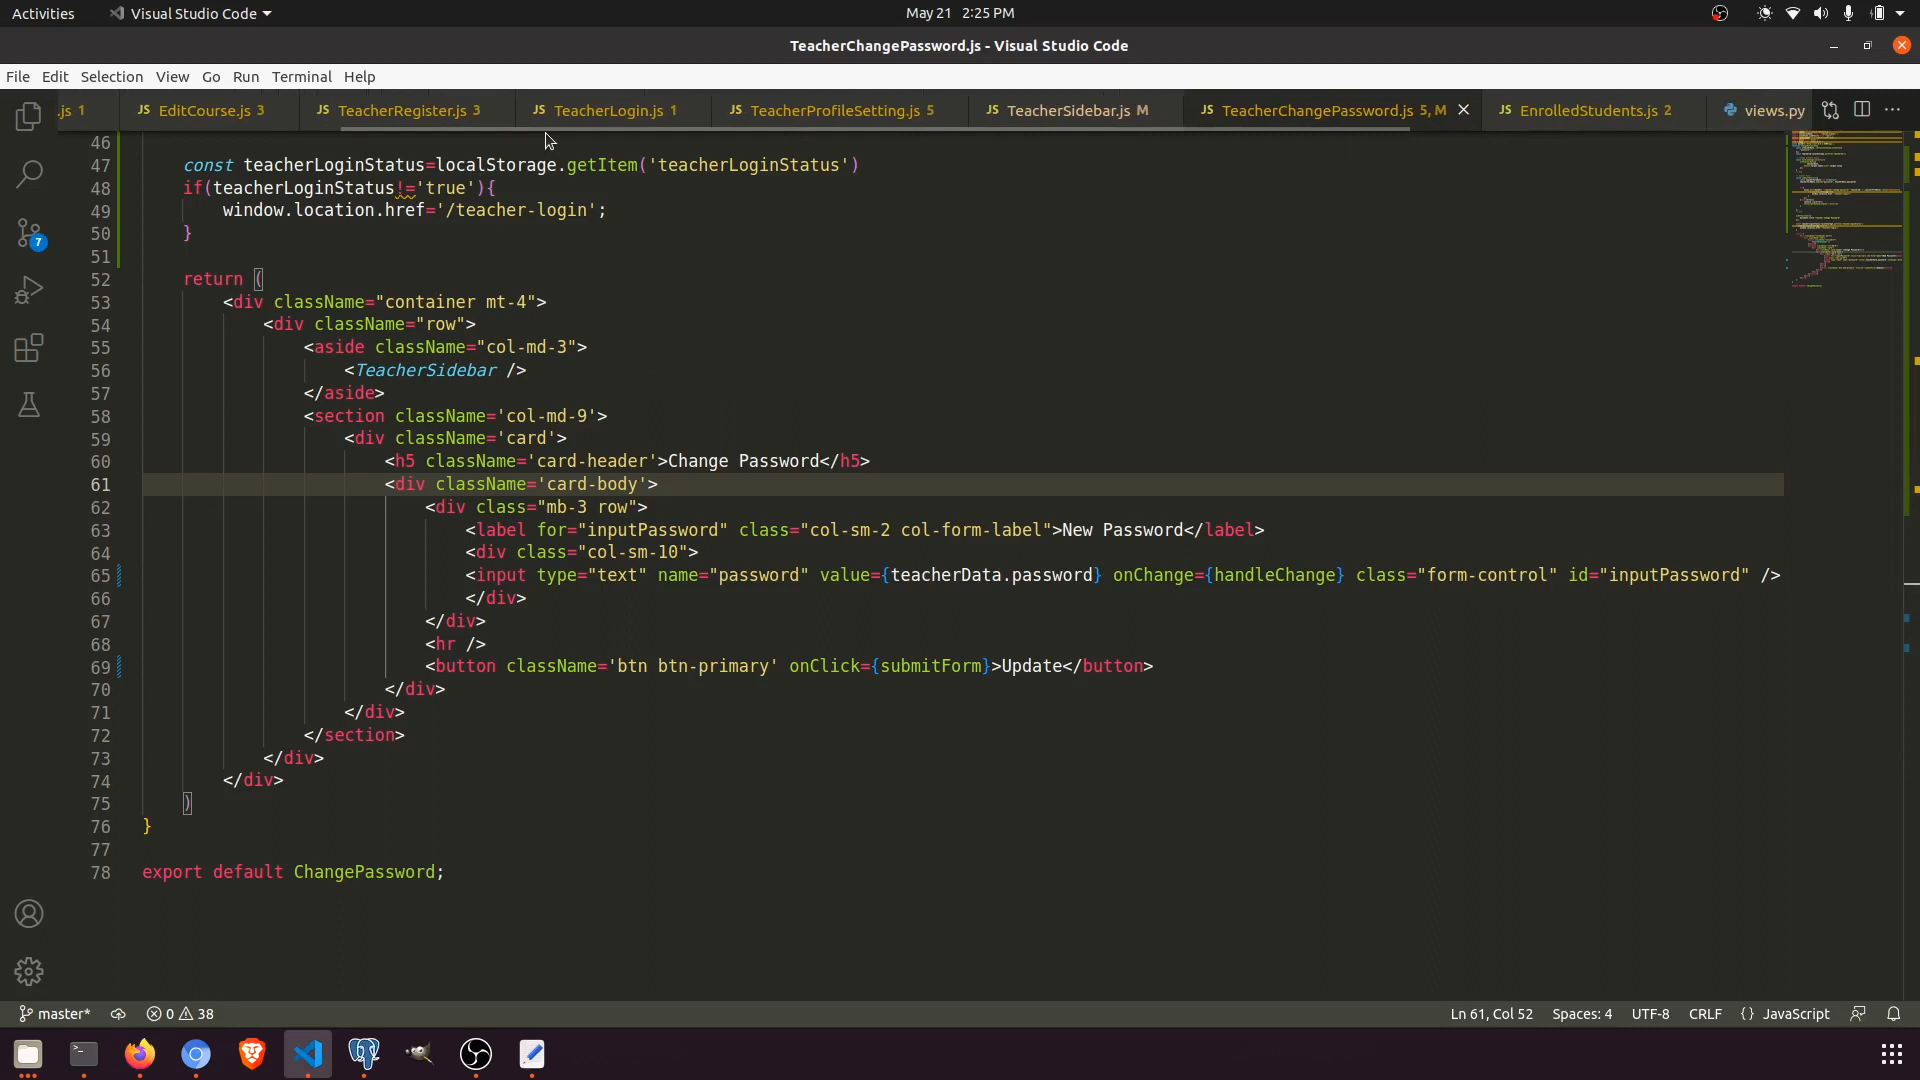 Activities Visual Studio Code May 21 2:25 PM
TeacherChangePassword.js - Visual Studio Code
File Edit Selection View Go Run Terminal Help
.js 1 JS EditCourse.js 3 JS TeacherRegister.js 3 JS TeacherLogin.js 1 JS TeacherProfileSetting.js 5 JS TeacherSidebar.js M JS TeacherChangePassword.js 5, M JS EnrolledStudents.js 2 views.py
46
47 const teacherLoginStatus=localStorage.getItem('teacherLoginStatus')
48 if(teacherLoginStatus!='true'){
49 window.location.href='/teacher-login';
50 }
51
52 return (
53 <div className="container mt-4">
54 <div className="row">
55 <aside className="col-md-3">
56 <TeacherSidebar />
57 </aside>
58 <section className='col-md-9'>
59 <div className='card'>
60 <h5 className='card-header'>Change Password</h5>
61 <div className='card-body'>
62 <div class="mb-3 row">
63 <label for="inputPassword" class="col-sm-2 col-form-label">New Password</label>
64 <div class="col-sm-10">
65 <input type="text" name="password" value={teacherData.password} onChange={handleChange} class="form-control" id="inputPassword" />
66 </div>
67 </div>
68 <hr />
69 <button className='btn btn-primary' onClick={submitForm}>Update</button>
70 </div>
71 </div>
72 </section>
73 </div>
74 </div>
75 )
76 }
77
78 export default ChangePassword;
7
master* 0 38 Ln 61, Col 52 Spaces: 4 UTF-8 CRLF {} JavaScript